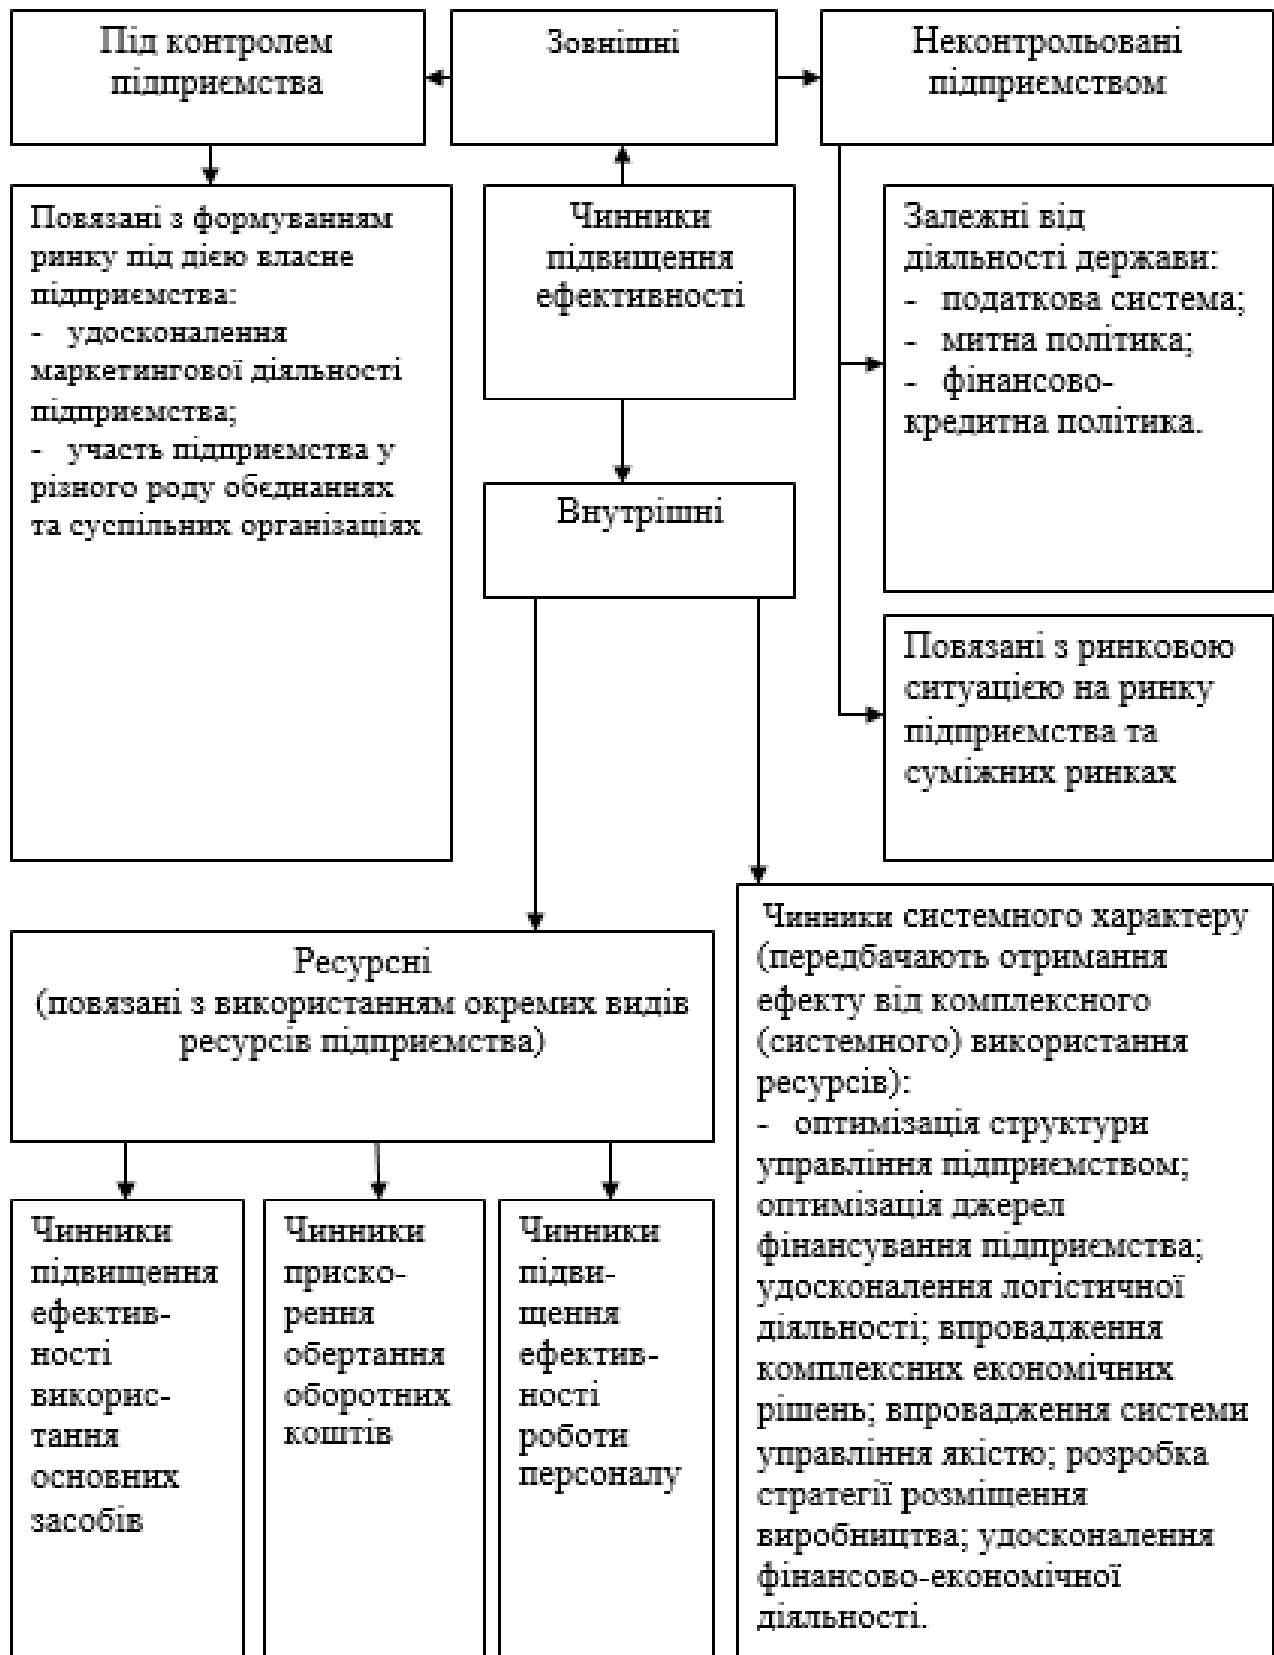 Під контролем
підприємства
Зовнішні
Неконтрольовані
підприємством
Повязані з формуванням
ринку під дією власне
підприємства:
- удосконалення
маркетингової діяльності
підприємства;
- участь підприємства у
різного роду обєднаннях
та суспільних організаціях
Чинники
підвищення
ефективності
Залежні від
діяльності держави:
- податкова система;
- митна політика;
- фінансово-
кредитна політика.
Внутрішні
Повязані з ринковою
ситуацією на ринку
підприємства та
суміжних ринках
Ресурсні
(повязані з використанням окремих видів
ресурсів підприємства)
Чинники системного характеру
(передбачають отримання
ефекту від комплексного
(системного) використання
ресурсів):
- оптимізація структури
управління підприємством;
оптимізація джерел
фінансування підприємства;
удосконалення логістичної
діяльності; впровадження
комплексних економічних
рішень; впровадження системи
управління якістю; розробка
стратегії розміщення
виробництва; удосконалення
фінансово-економічної
діяльності.
Чинники
підвищення
ефектив-
ності
викорис-
тання
основних
засобів
Чинники
приско-
рення
обертання
оборотних
коштів
Чинники
підви-
щення
ефектив-
ності
роботи
персоналу